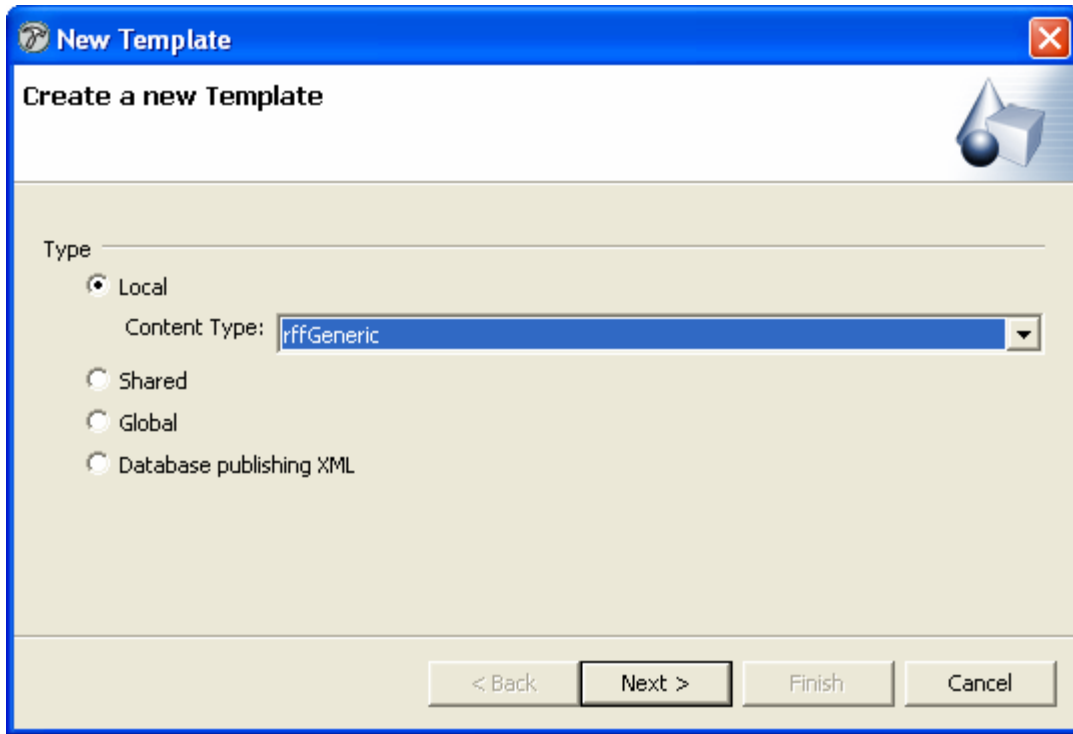 New Template
Create a new Template
Type
Local
Content Type: rffGeneric
Shared
Global
Database publishing XML
< Back Next > Finish Cancel